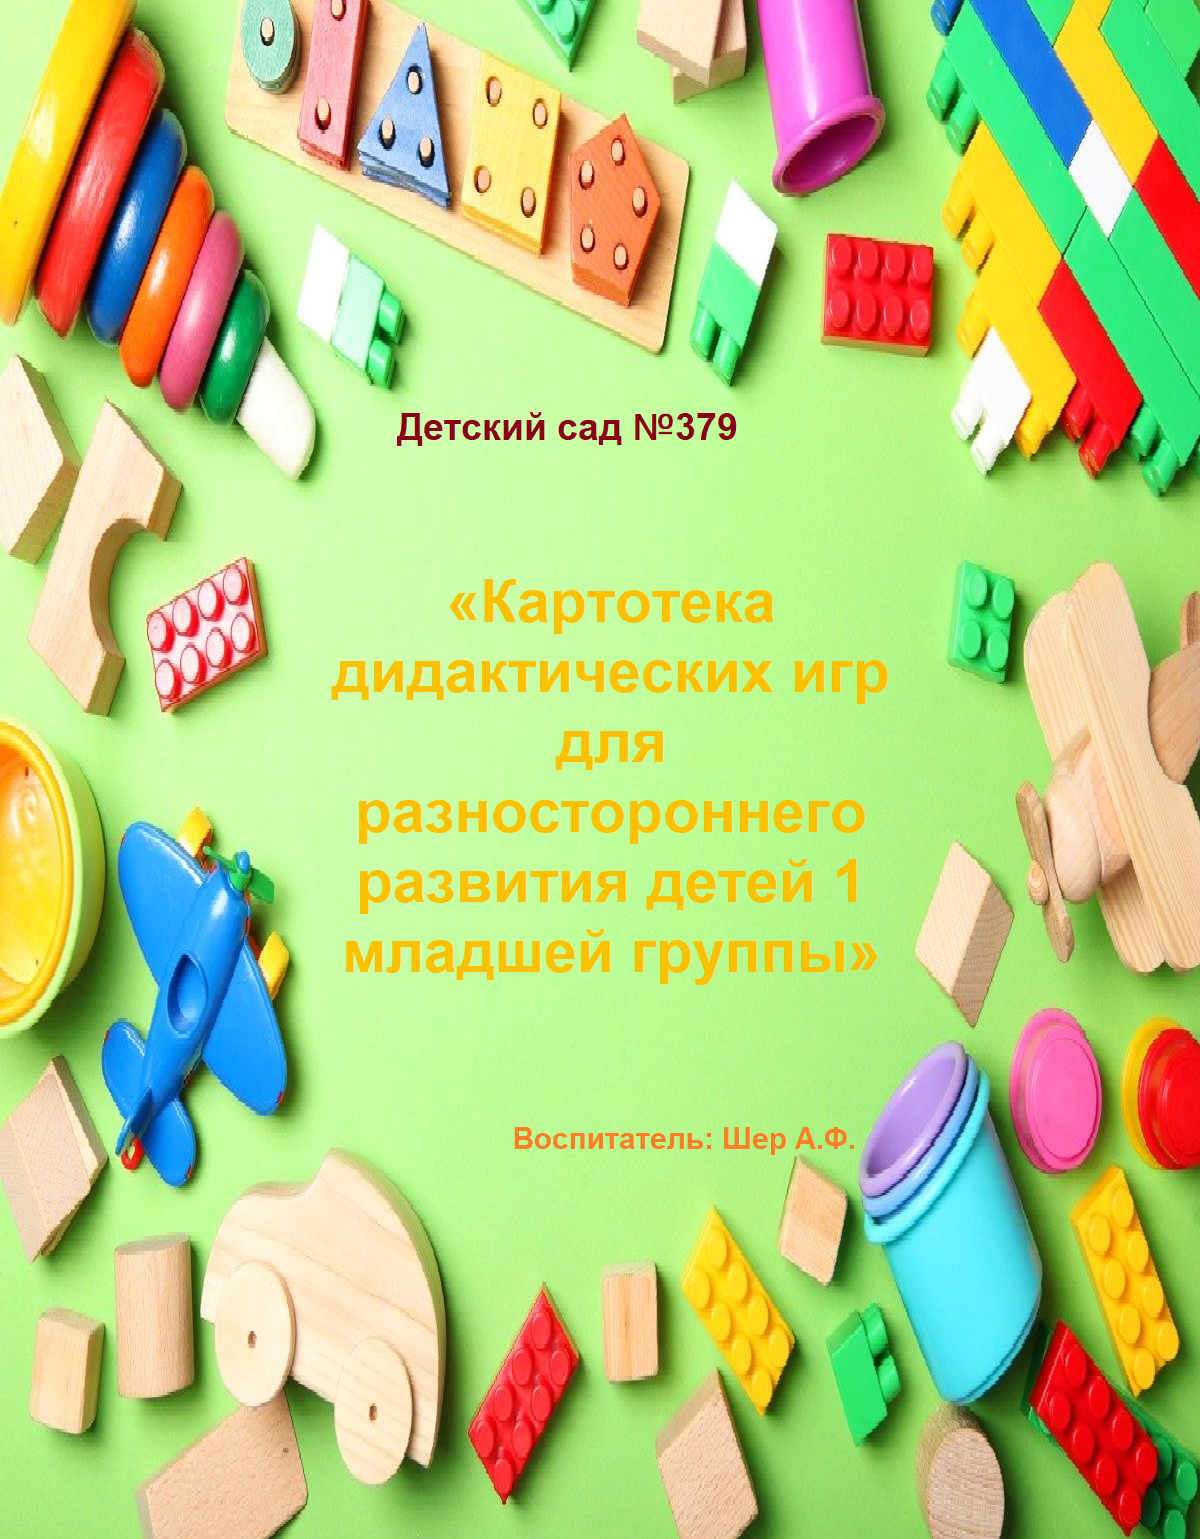 Детский сад №379
«Картотека
дидактических игр
для
разностороннего
развития детей 1
младшей группы»
Воспитатель: Шер А.Ф.